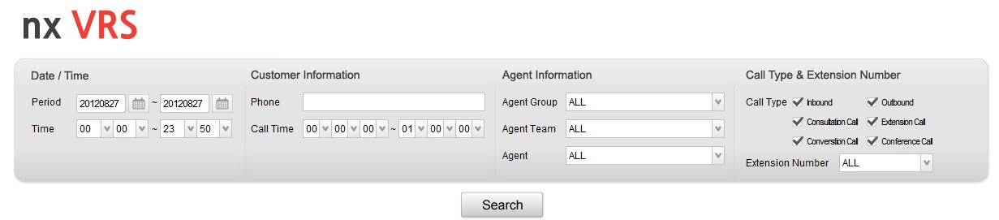 nx VRS
Date / Time Customer Information Agent Information Call Type & Extension Number
Period 20120827 ~ 20120827 Phone Agent Group ALL Call Type Inbound Outbound
Time 00 00 ~ 23 50 Call Time 00 00 00 ~ 01 00 00 Agent Team ALL Consultation Call Extension Call
Agent ALL Converstion Call Conference Call
Extension Number ALL
Search